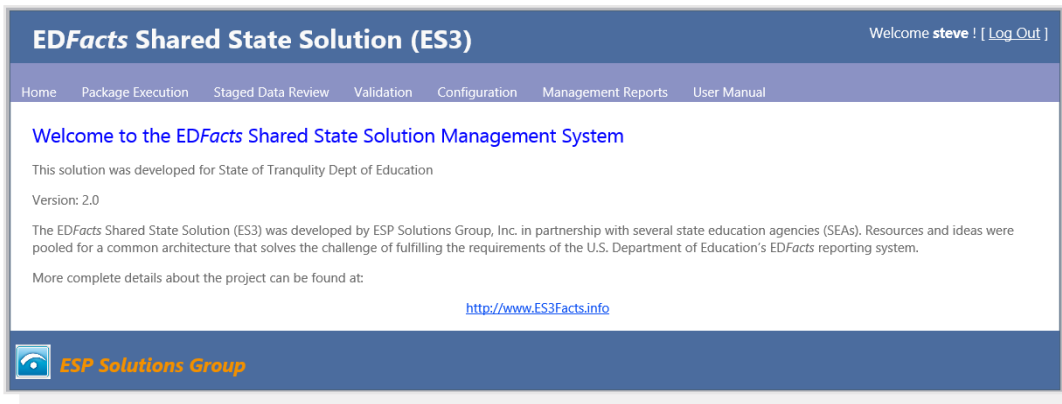 EDFacts Shared State Solution (ES3)
Welcome steve ! [ Log Out ]
Home Package Execution Staged Data Review Validation Configuration Management Reports User Manual
Welcome to the EDFacts Shared State Solution Management System
This solution was developed for State of Tranqulity Dept of Education
Version: 2.0
The EDFacts Shared State Solution (ES3) was developed by ESP Solutions Group, Inc. in partnership with several state education agencies (SEAs). Resources and ideas were
pooled for a common architecture that solves the challenge of fulfilling the requirements of the U.S. Department of Education's EDFacts reporting system.
More complete details about the project can be found at:
http://www.ES3Facts.info
ESP Solutions Group